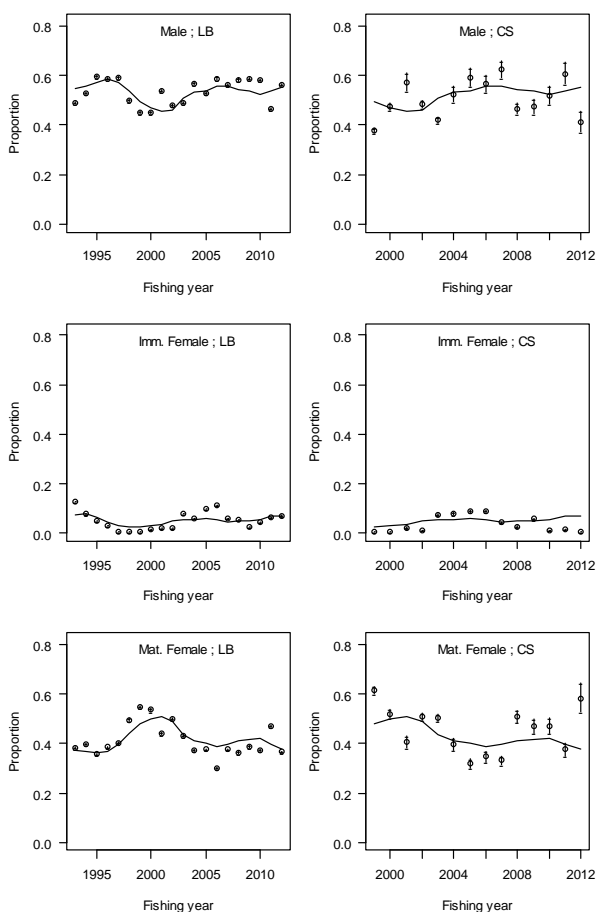 Male ; LB
Proportion
0.8
0.6
0.4
0.2
0.0
1995 2000 2005 2010
Fishing year
Male ; CS
Proportion
0.8
0.6
0.4
0.2
0.0
2000 2004 2008 2012
Fishing year
Imm. Female ; LB
Proportion
0.8
0.6
0.4
0.2
0.0
1995 2000 2005 2010
Fishing year
Imm. Female ; CS
Proportion
0.8
0.6
0.4
0.2
0.0
2000 2004 2008 2012
Fishing year
Mat. Female ; LB
Proportion
0.8
0.6
0.4
0.2
0.0
1995 2000 2005 2010
Fishing year
Mat. Female ; CS
Proportion
0.8
0.6
0.4
0.2
0.0
2000 2004 2008 2012
Fishing year